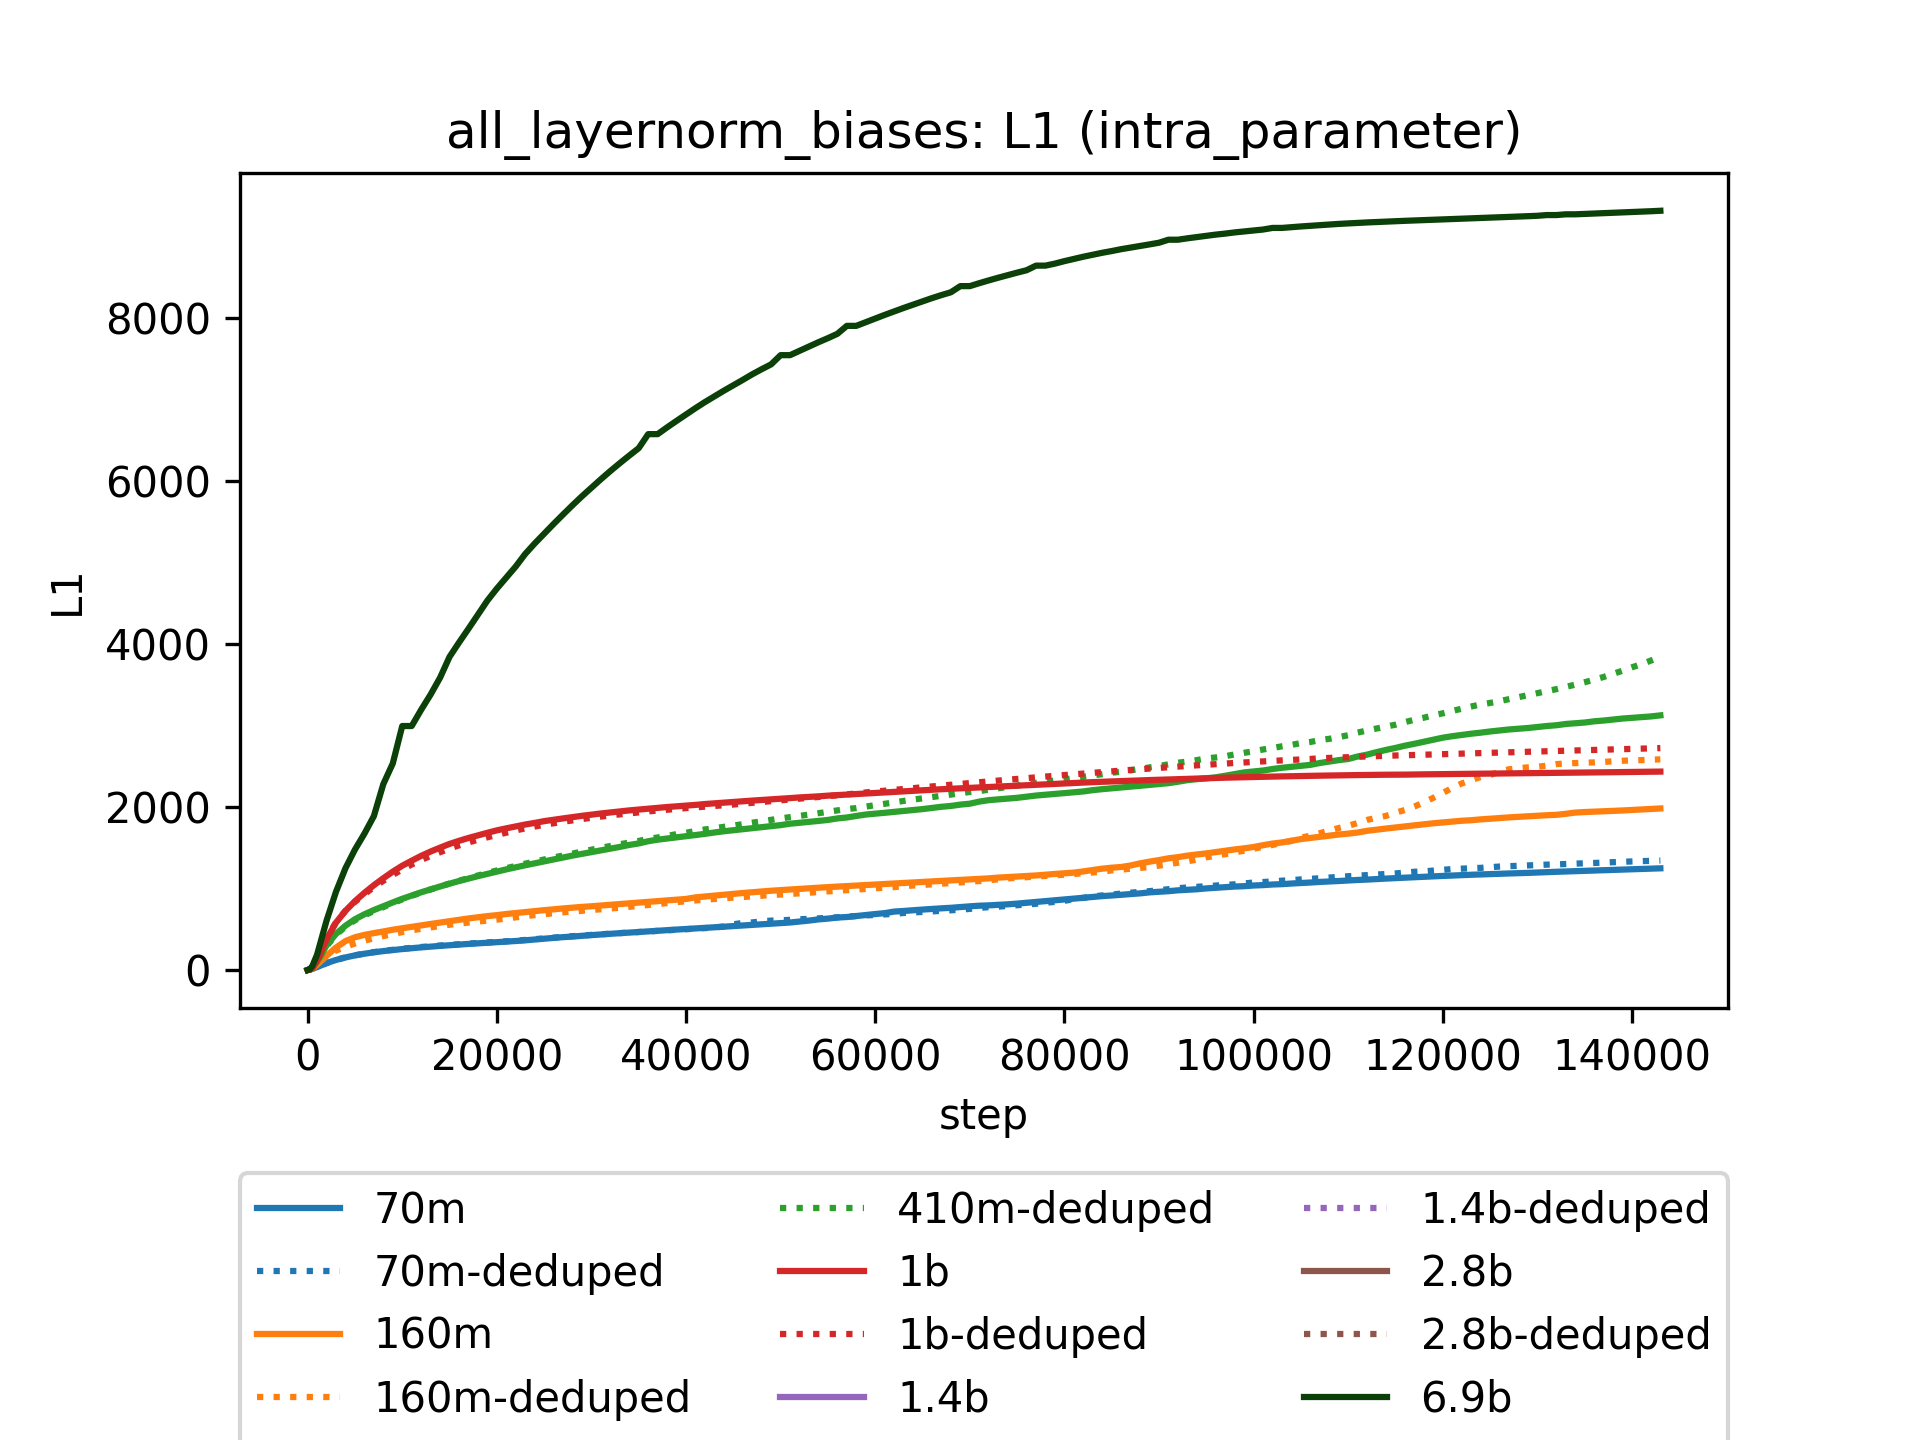 all_layernorm_biases: L1 (intra_parameter)
8000
6000
4000
2000
0
L1
0 20000 40000 60000 80000 100000 120000 140000
step
70m
70m-deduped
160m
160m-deduped
410m-deduped
1b
1b-deduped
1.4b
1.4b-deduped
2.8b
2.8b-deduped
6.9b